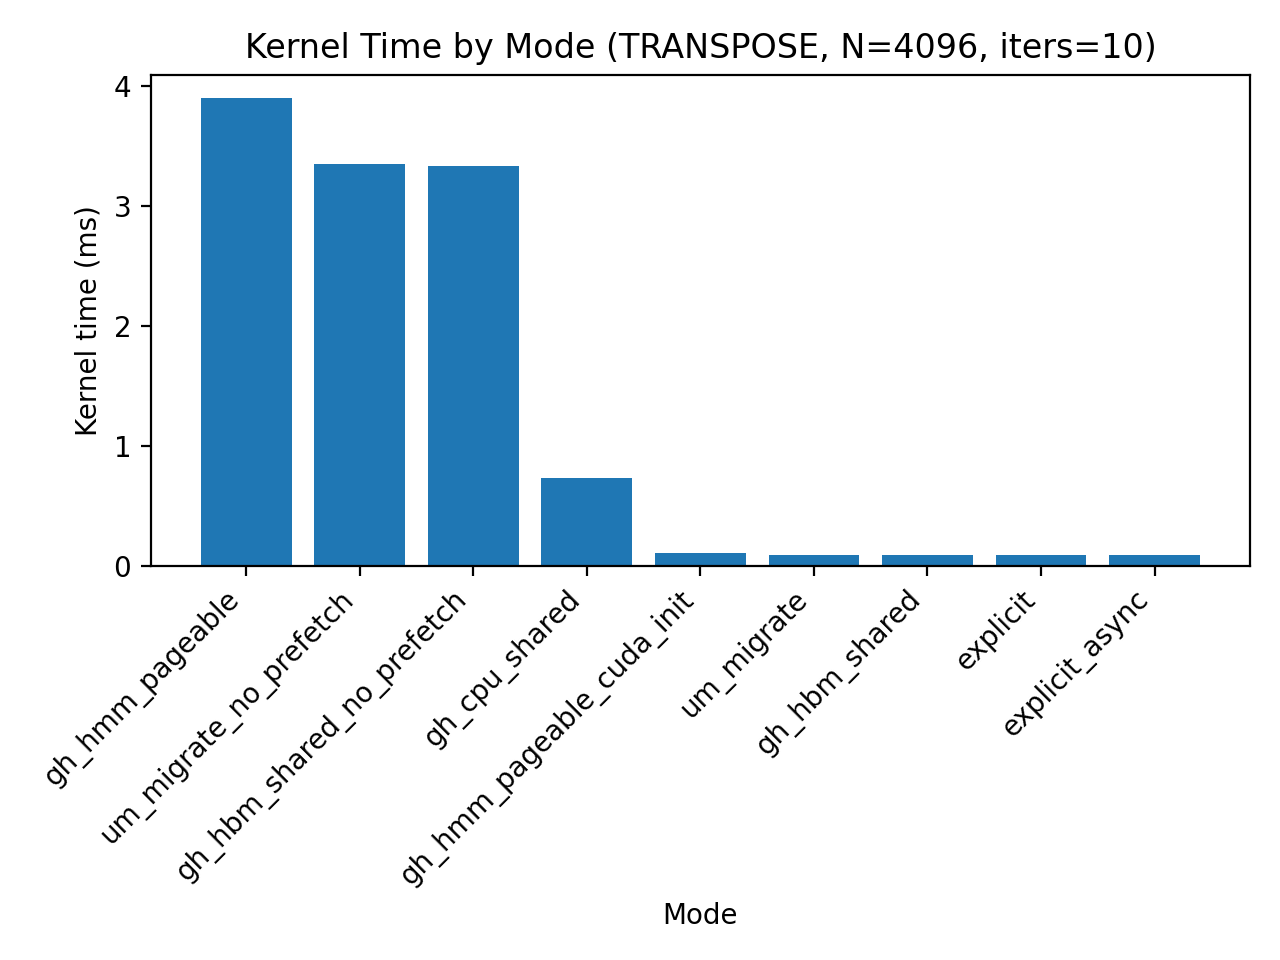 Kernel Time by Mode (TRANSPOSE, N=4096, iters=10)
Kernel time (ms)
4
3
2
1
0
gh_hmm_pageable
um_migrate_no_prefetch
gh_hbm_shared_no_prefetch
gh_cpu_shared
gh_hmm_pageable_cuda_init
um_migrate
gh_hbm_shared
explicit
explicit_async
Mode